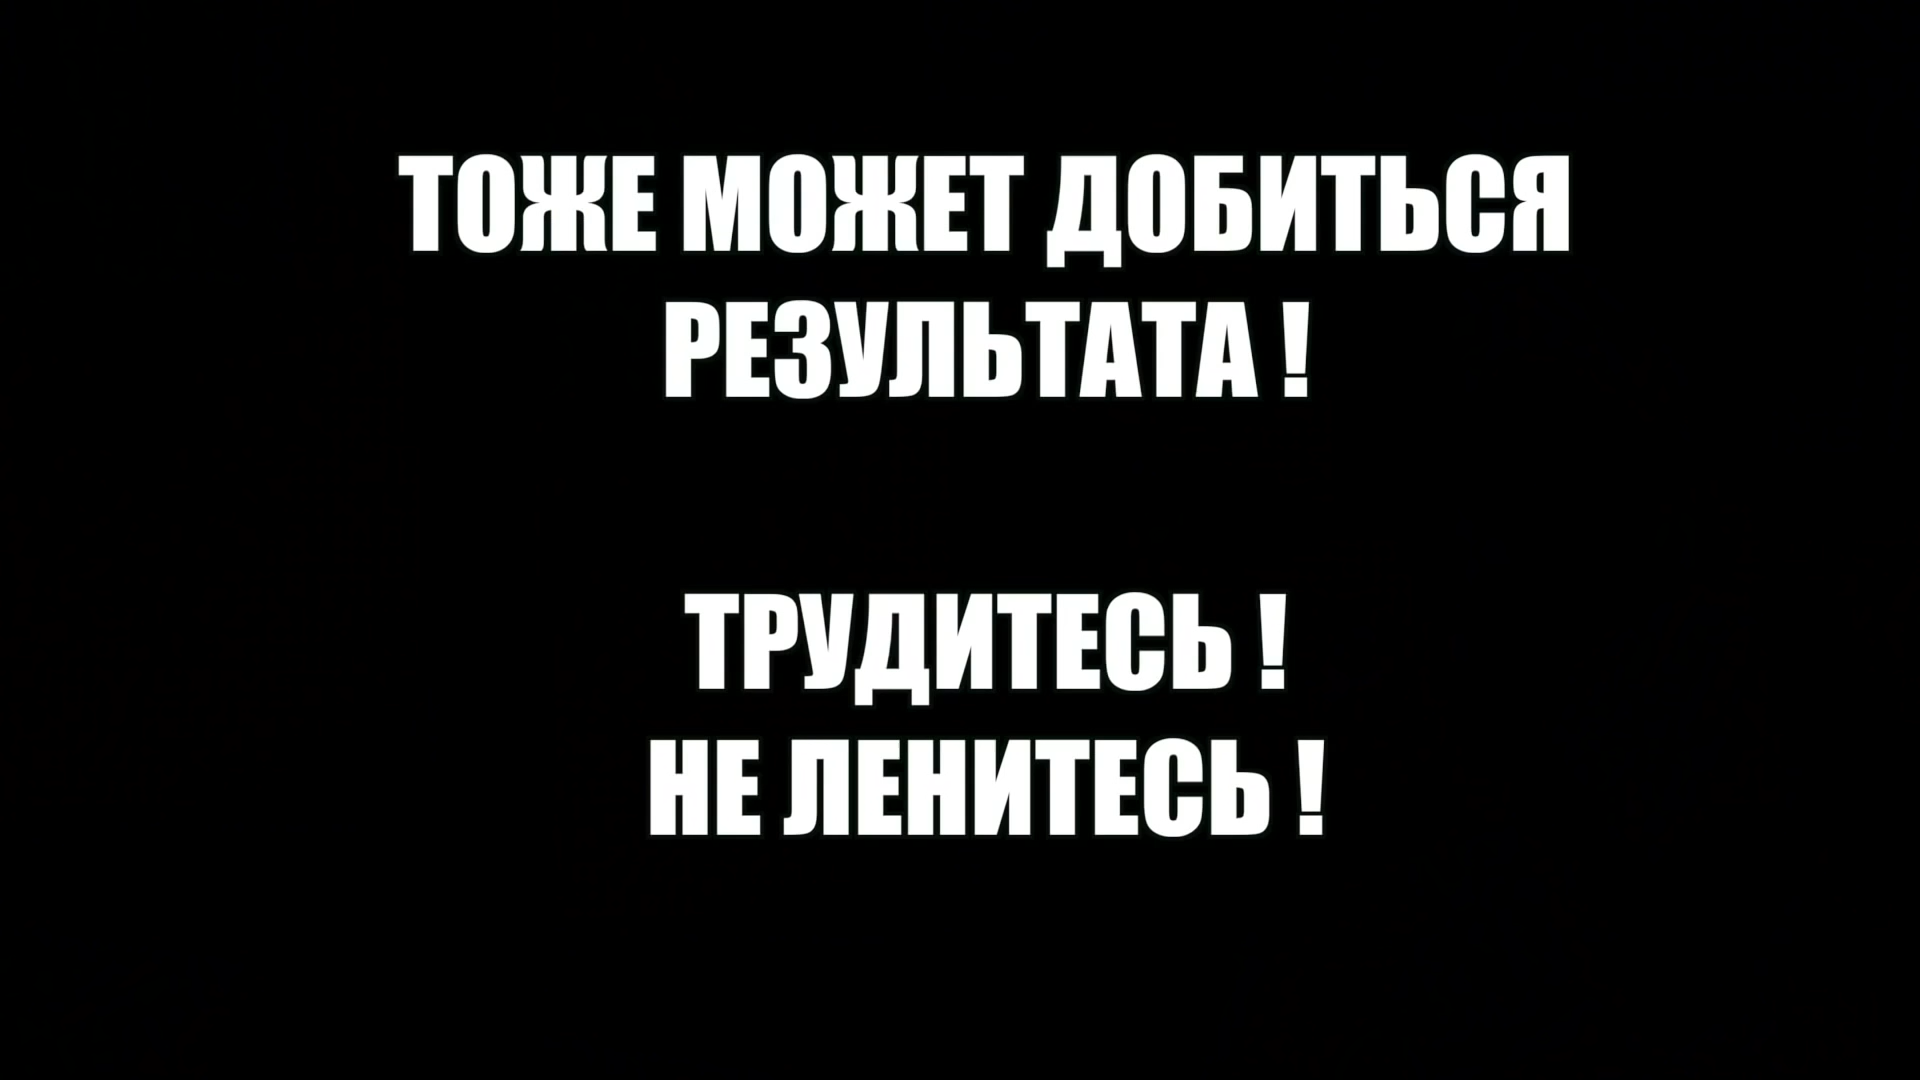 ТОЖЕ МОЖЕТ ДОБИТЬСЯ
РЕЗУЛЬТАТА !
ТРУДИТЕСЬ !
НЕ ЛЕНИТЕСЬ !